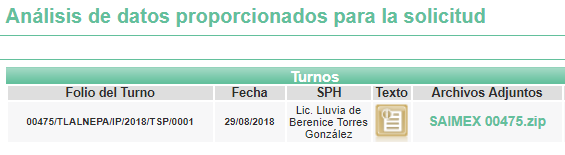 Análisis de datos proporcionados para la solicitud
Turnos
Folio del Turno Fecha SPH Texto Archivos Adjuntos
00475/TLALNEPA/IP/2018/TSP/0001 29/08/2018 Lic. Lluvia de Berenice Torres González SAIMEX 00475.zip